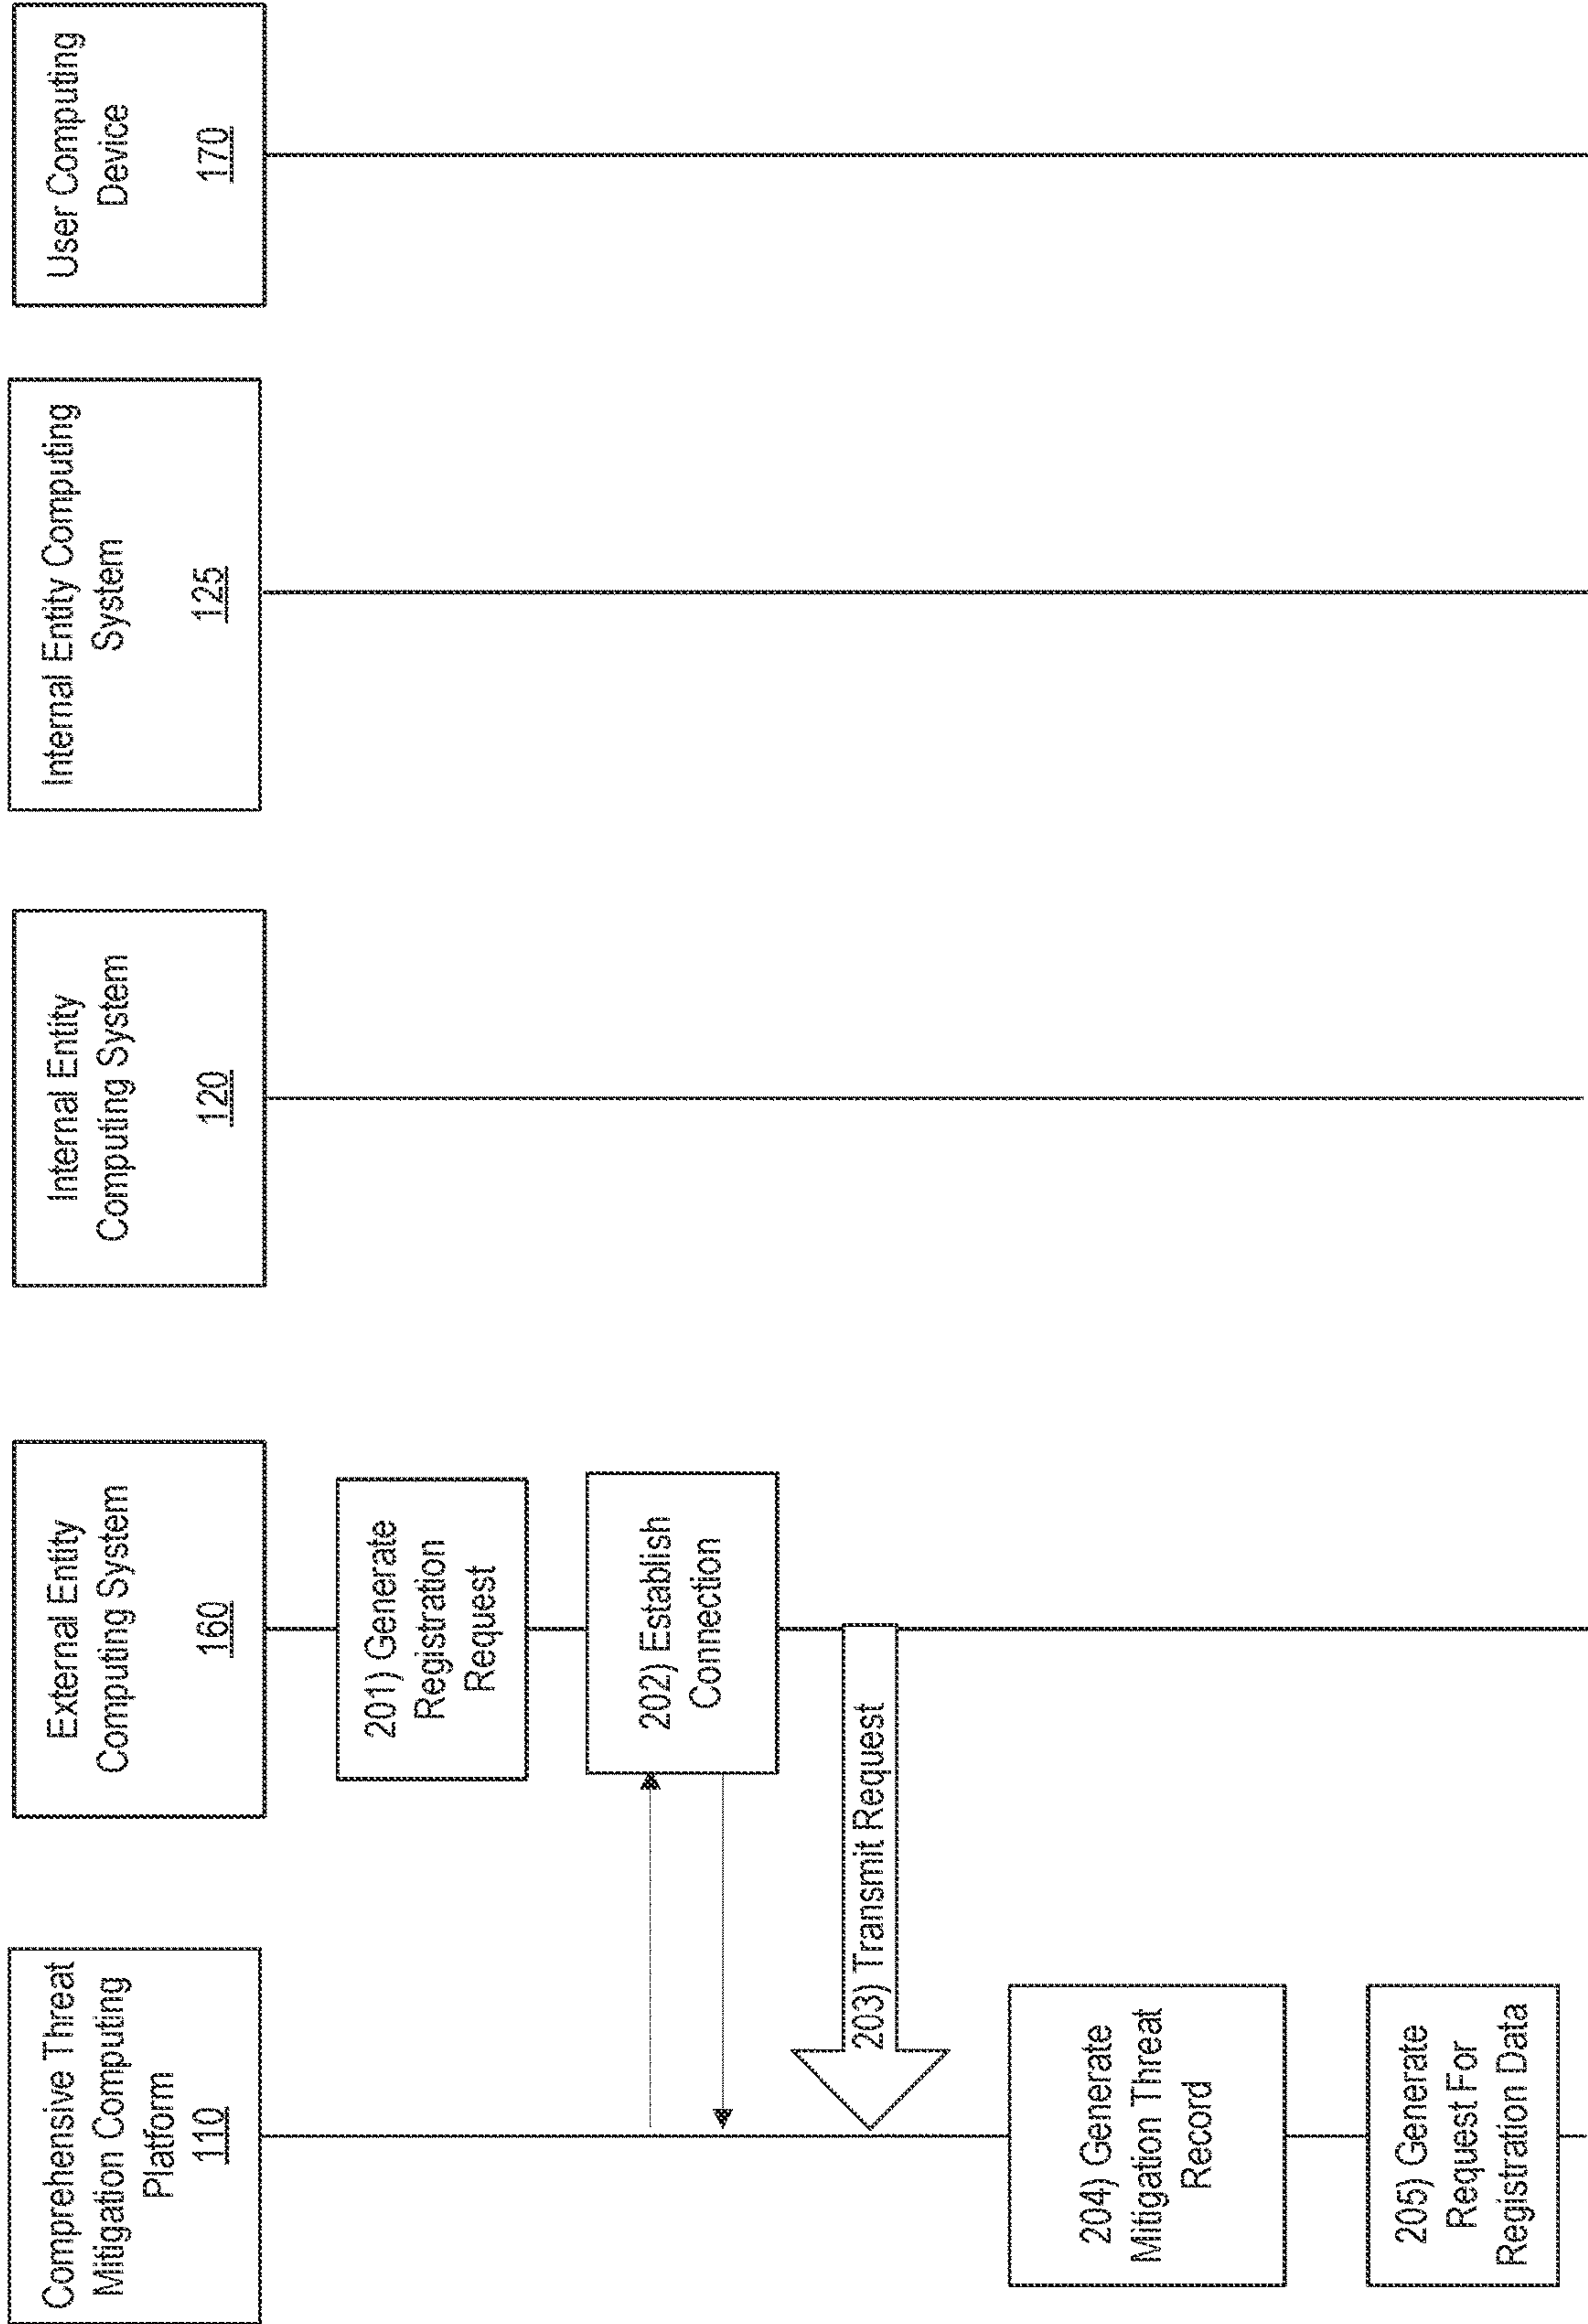 Comprehensive Threat
Mitigation Computing
Platform
110
External Entity
Computing System
160
Internal Entity
Computing System
120
Internal Entity Computing
System
125
User Computing
Device
170
201) Generate
Registration
Request
202) Establish
Connection
203) Transmit Request
204) Generate
Mitigation Threat
Record
205) Generate
Request For
Registration Data